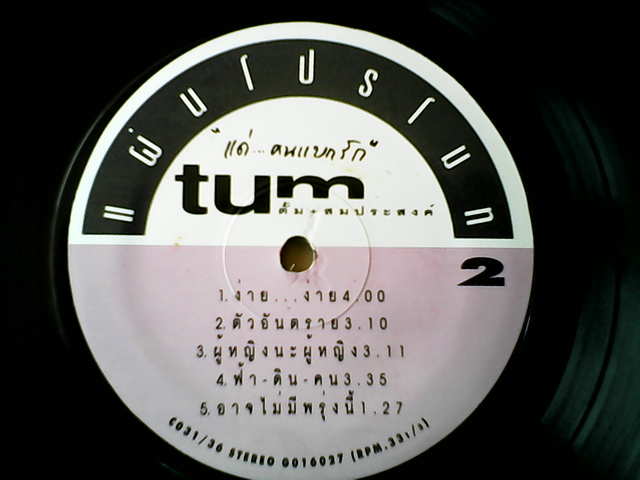 แผ่นโปรโมท
"แด่...คนแบกรัก"
tum
ตั้ม+สมประสงค์
2
1. ง่าย...ง่าย 4.00
2. ตัวอันตราย 3.10
3. ผู้หญิงนะผู้หญิง 3.11
4. ฟ้า-ดิน-คน 3.35
5. อาจไม่มีพรุ่งนี้ 1.27
C031/36 STEREO 0016027 (RPM.33 1/3)